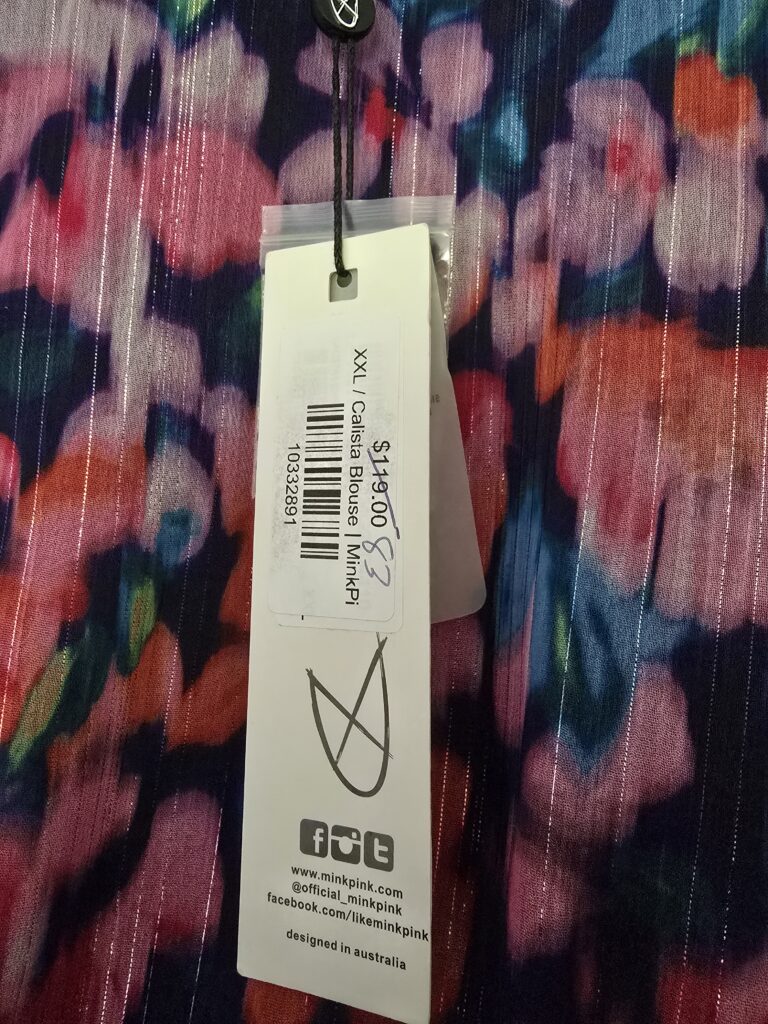 $119.00 83
XXL / Calista Blouse | MinkPi
10332891
www.minkpink.com
@official_minkpink
facebook.com/likeminkpink
designed in australia